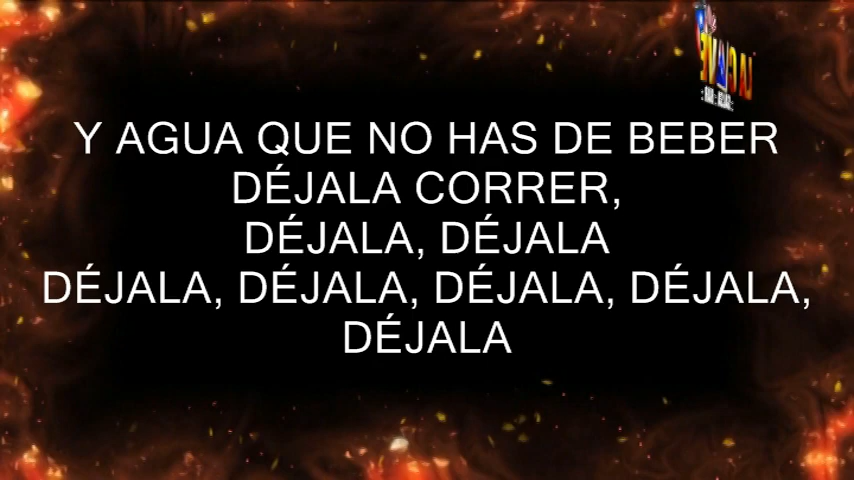 Y AGUA QUE NO HAS DE BEBER
DÉJALA CORRER,
DÉJALA, DÉJALA
DÉJALA, DÉJALA, DÉJALA, DÉJALA,
DÉJALA